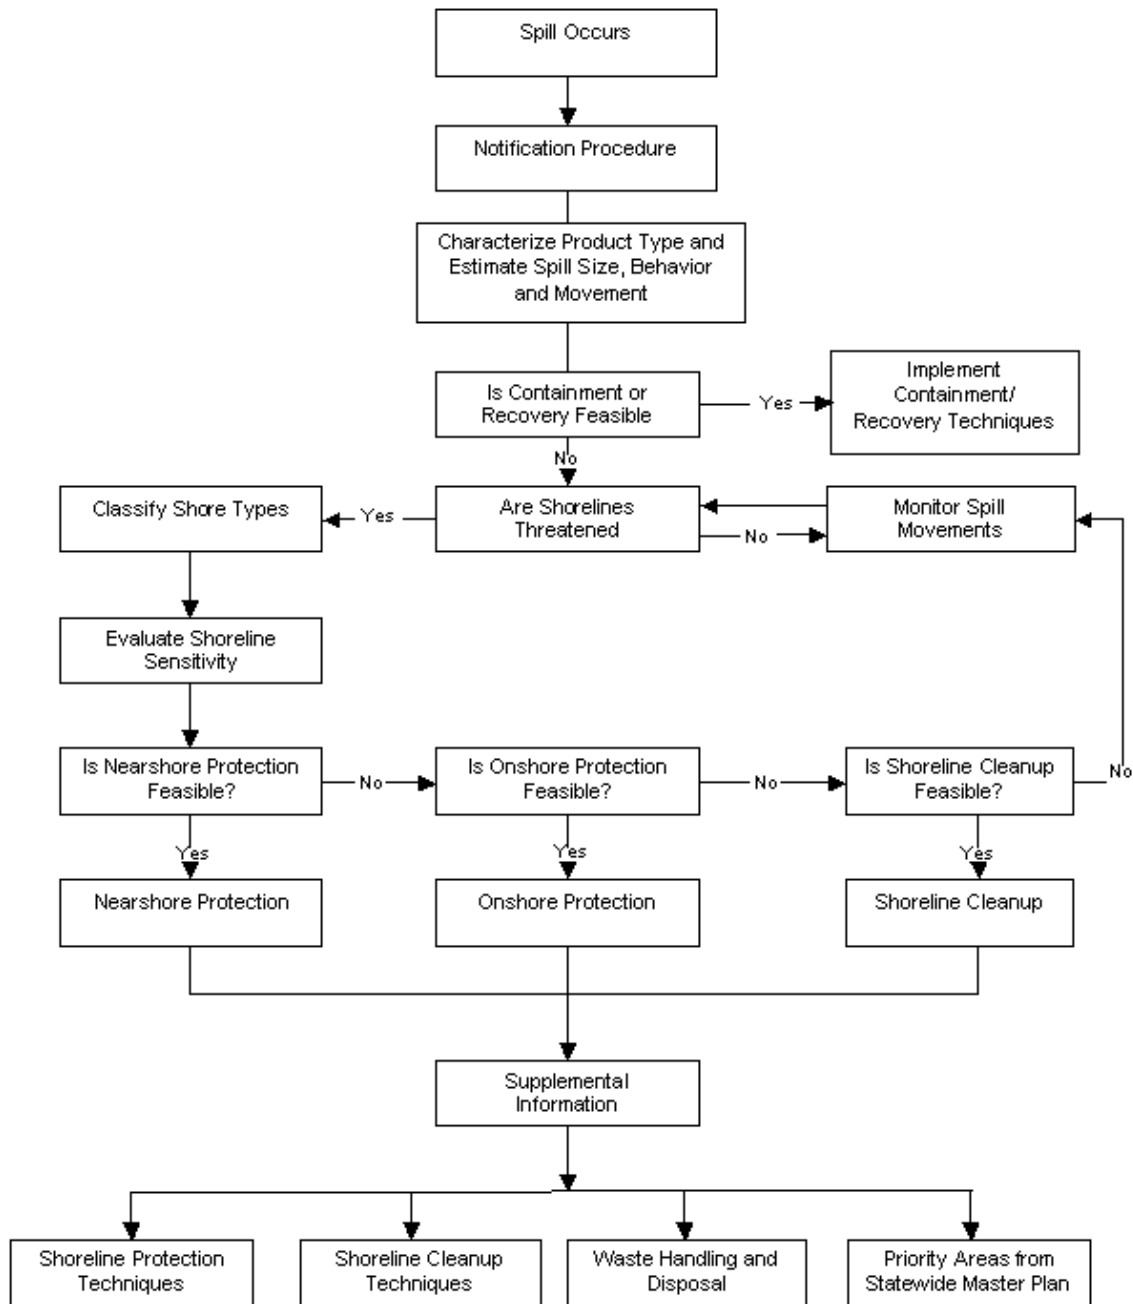 Spill Occurs
Notification Procedure
Characterize Product Type and
Estimate Spill Size, Behavior
and Movement
Is Containment or
Recovery Feasible
Yes
Implement
Containment/
Recovery Techniques
No
Classify Shore Types
Yes
Are Shorelines
Threatened
No
Monitor Spill
Movements
Evaluate Shoreline
Sensitivity
Is Nearshore Protection
Feasible?
No
Is Onshore Protection
Feasible?
No
Is Shoreline Cleanup
Feasible?
No
Yes
Yes
Yes
Nearshore Protection
Onshore Protection
Shoreline Cleanup
Supplemental
Information
Shoreline Protection
Techniques
Shoreline Cleanup
Techniques
Waste Handling and
Disposal
Priority Areas from
Statewide Master Plan